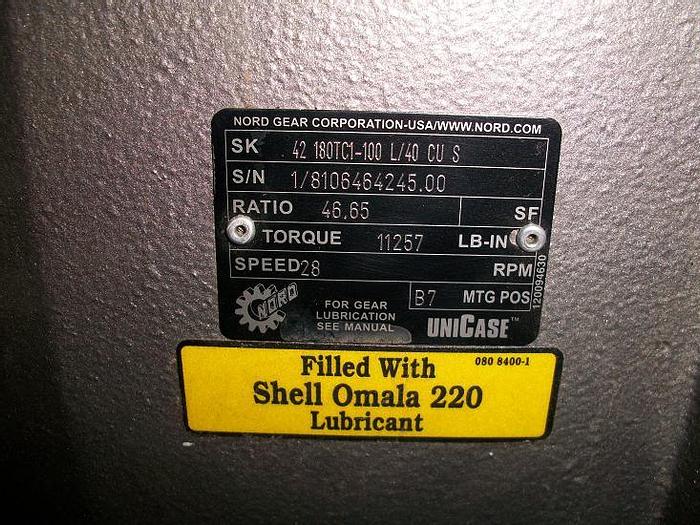 NORD GEAR CORPORATION-USA/WWW.NORD.COM
SK 42 180TC1-100 L/40 CU S
S/N 1/8106464245.00
RATIO 46.65 SF
TORQUE 11257 LB-IN
SPEED 28 RPM
B7 MTG POS
NORD
FOR GEAR
LUBRICATION
SEE MANUAL
UNICASE™
120094630
Filled With 080 8400-1
Shell Omala 220
Lubricant